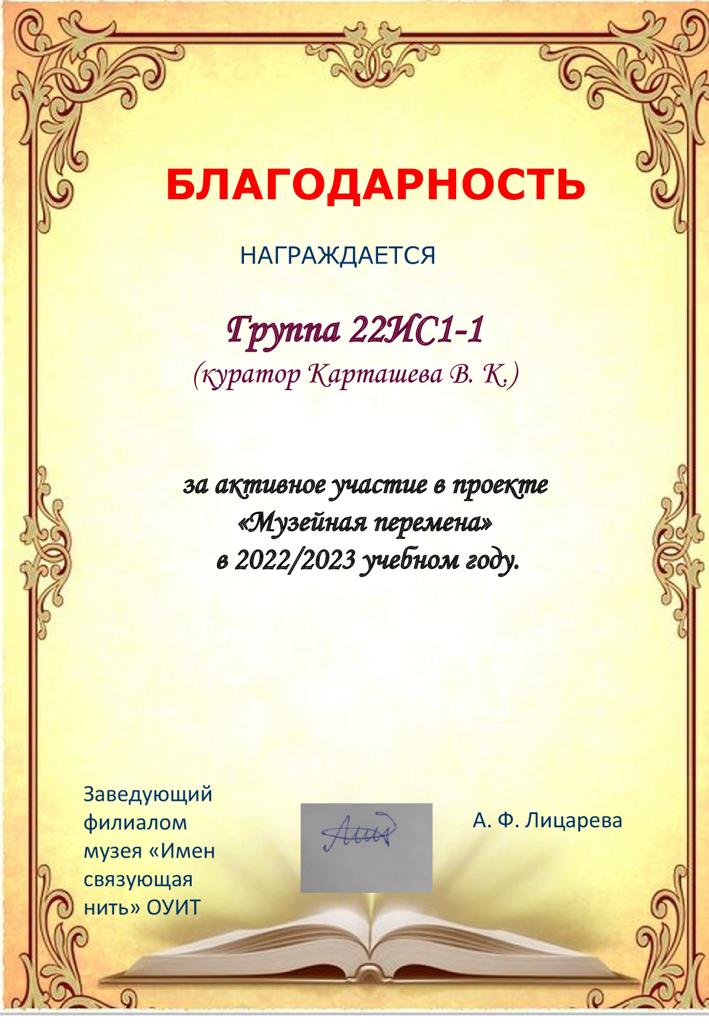 БЛАГОДАРНОСТЬ
НАГРАЖДАЕТСЯ
Группа 22ИС1-1
(куратор Карташева В. К.)
за активное участие в проекте
«Музейная перемена»
в 2022/2023 учебном году.
Заведующий
филиалом
музея «Имен
связующая
нить» ОУИТ
А. Ф. Лицарева